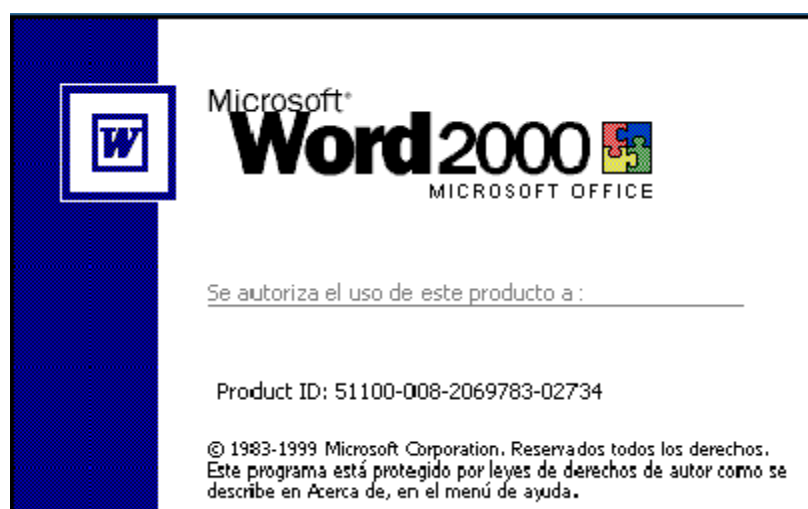 Microsoft®
Word 2000
MICROSOFT OFFICE
W
Se autoriza el uso de este producto a :
Product ID: 51100-008-2069783-02734
© 1983-1999 Microsoft Corporation. Reservados todos los derechos.
Este programa está protegido por leyes de derechos de autor como se
describe en Acerca de, en el menú de ayuda.